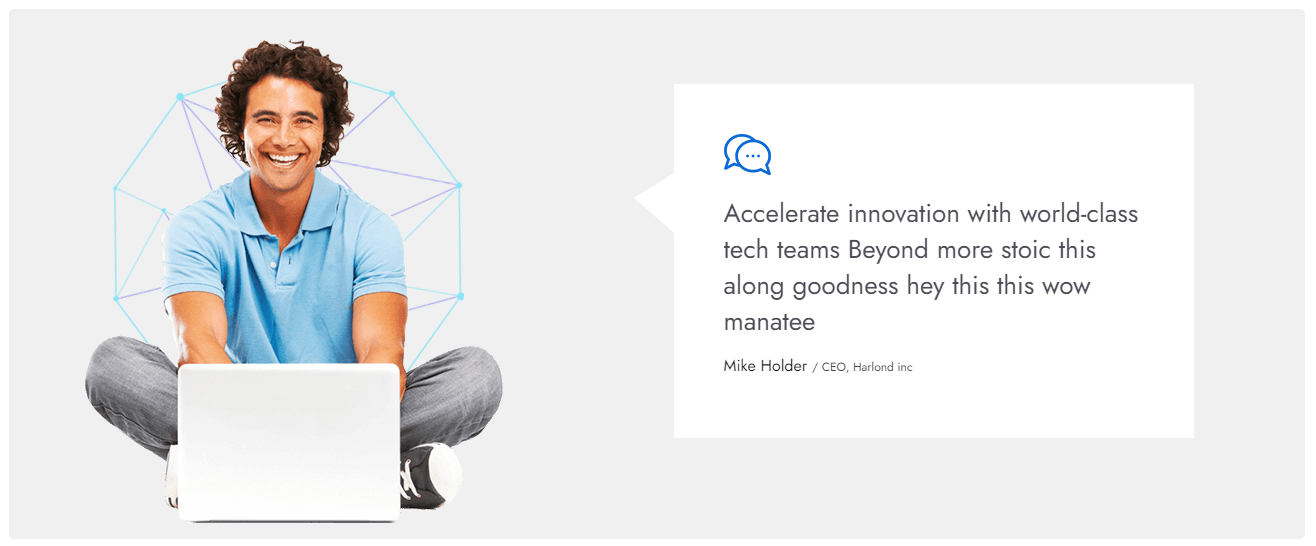 Accelerate innovation with world-class
tech teams Beyond more stoic this
along goodness hey this this wow
manatee
Mike Holder / CEO, Harlond inc